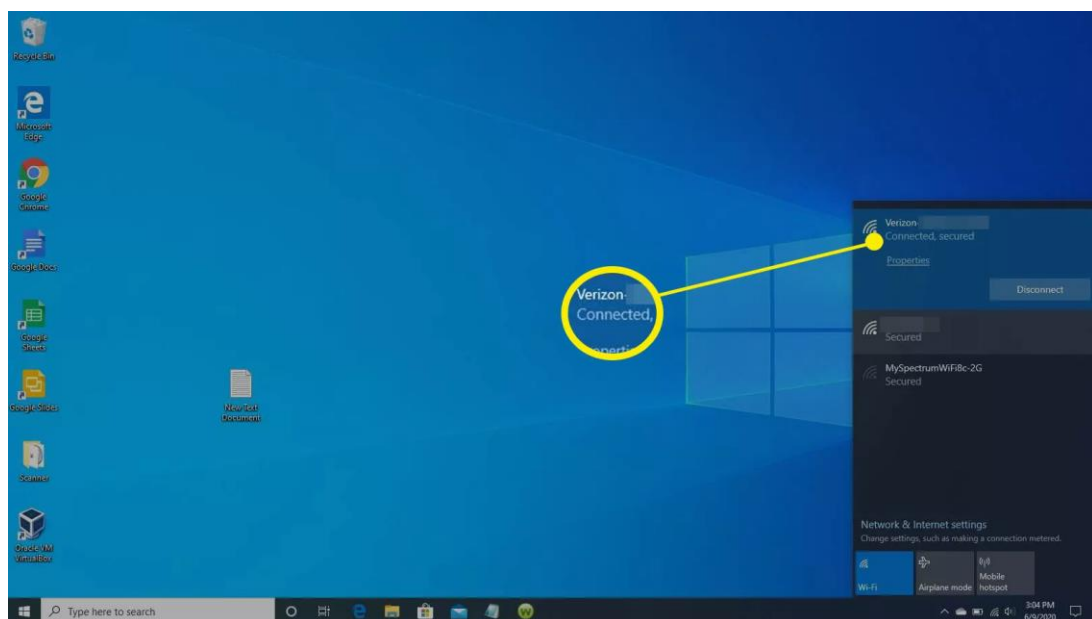 Recycle Bin
Microsoft
Edge
Google
Chrome
Google Docs
Google
Sheets
Google Slides
Scanner
Oracle VM
VirtualBox
New Text
Document
Verizon-
Connected,
Verizon-
Connected, secured
Properties
Disconnect
Secured
MySpectrumWiFi8c-2G
Secured
Network & Internet settings
Change settings, such as making a connection metered.
Wi-Fi
Airplane mode
Mobile
hotspot
Type here to search
3:04 PM
6/9/2020